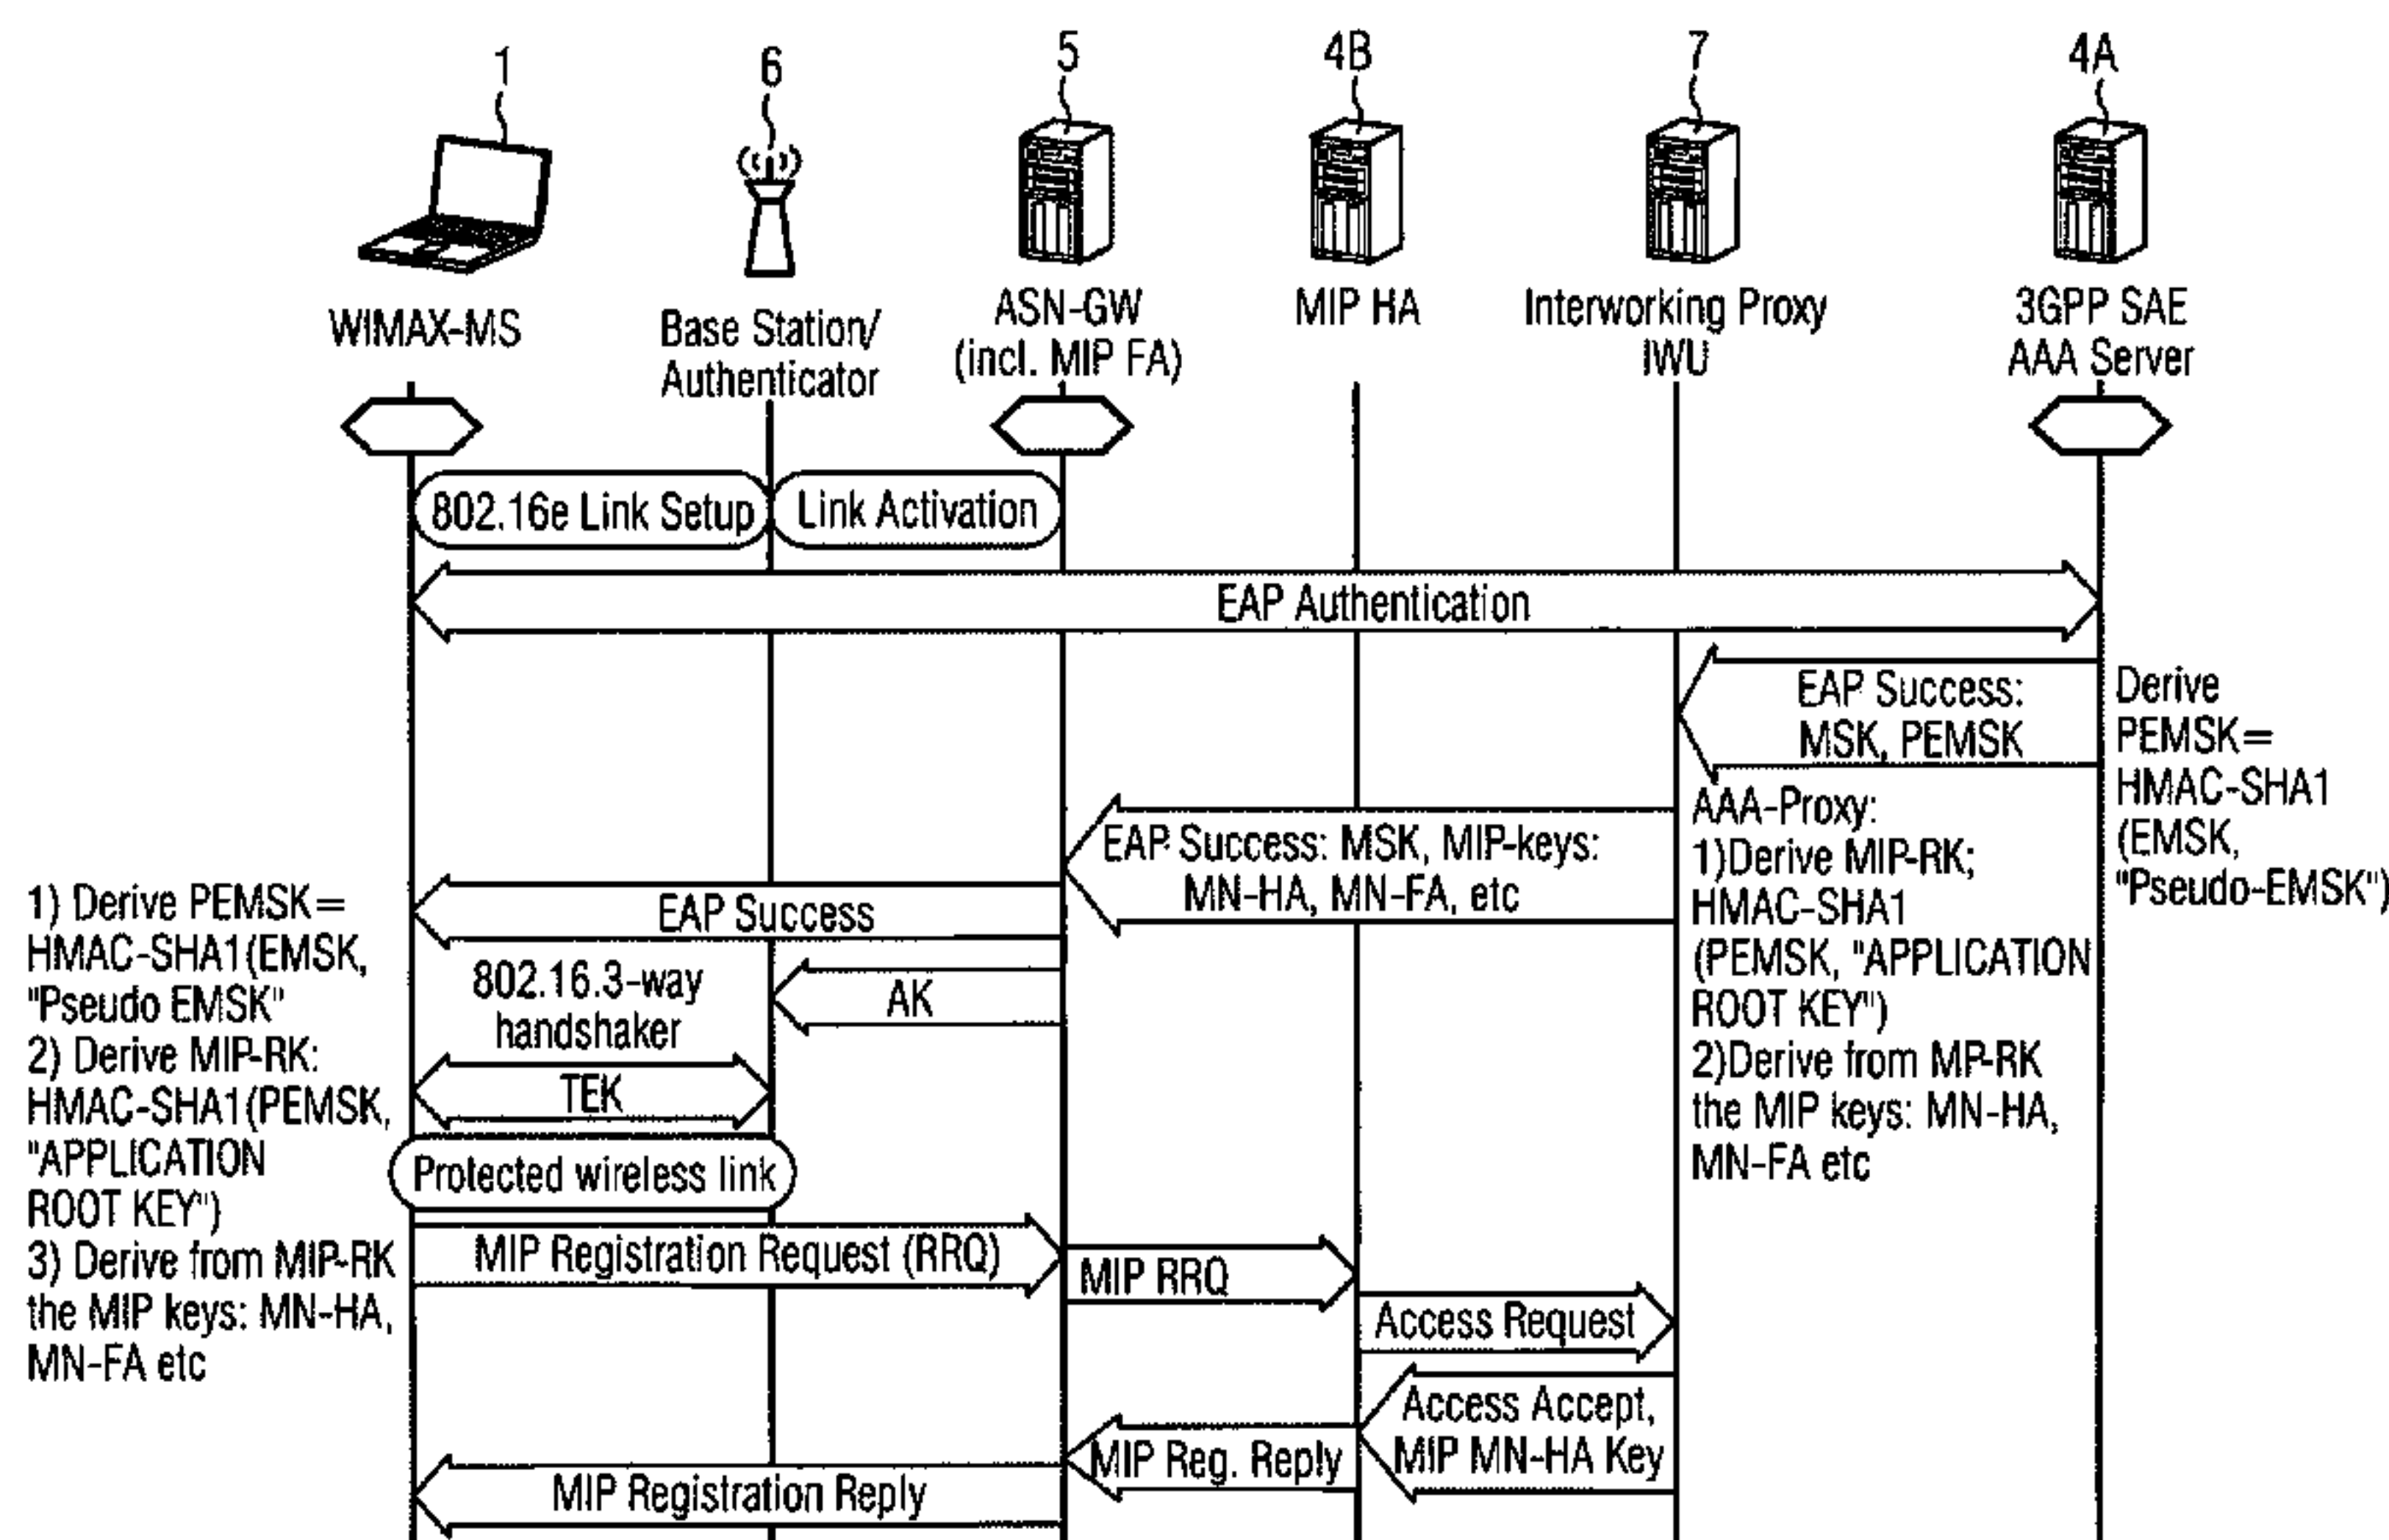 1
6
5
4B
7
4A
WIMAX-MS
Base Station/
Authenticator
ASN-GW
(incl. MIP FA)
MIP HA
Interworking Proxy
IWU
3GPP SAE
AAA Server
802.16e Link Setup
Link Activation
EAP Authentication
EAP Success:
MSK, PEMSK
Derive
PEMSK=
HMAC-SHA1
(EMSK,
"Pseudo-EMSK")
EAP Success: MSK, MIP-keys:
MN-HA, MN-FA, etc
AAA-Proxy:
1)Derive MIP-RK;
HMAC-SHA1
(PEMSK, "APPLICATION
ROOT KEY")
2)Derive from MP-RK
the MIP keys: MN-HA,
MN-FA etc
EAP Success
1) Derive PEMSK=
HMAC-SHA1(EMSK,
"Pseudo EMSK"
2) Derive MIP-RK:
HMAC-SHA1(PEMSK,
"APPLICATION
ROOT KEY")
3) Derive from MIP-RK
the MIP keys: MN-HA,
MN-FA etc
AK
802.16.3-way
handshaker
TEK
Protected wireless link
MIP Registration Request (RRQ)
MIP RRQ
Access Request
Access Accept,
MIP MN-HA Key
MIP Reg. Reply
MIP Registration Reply